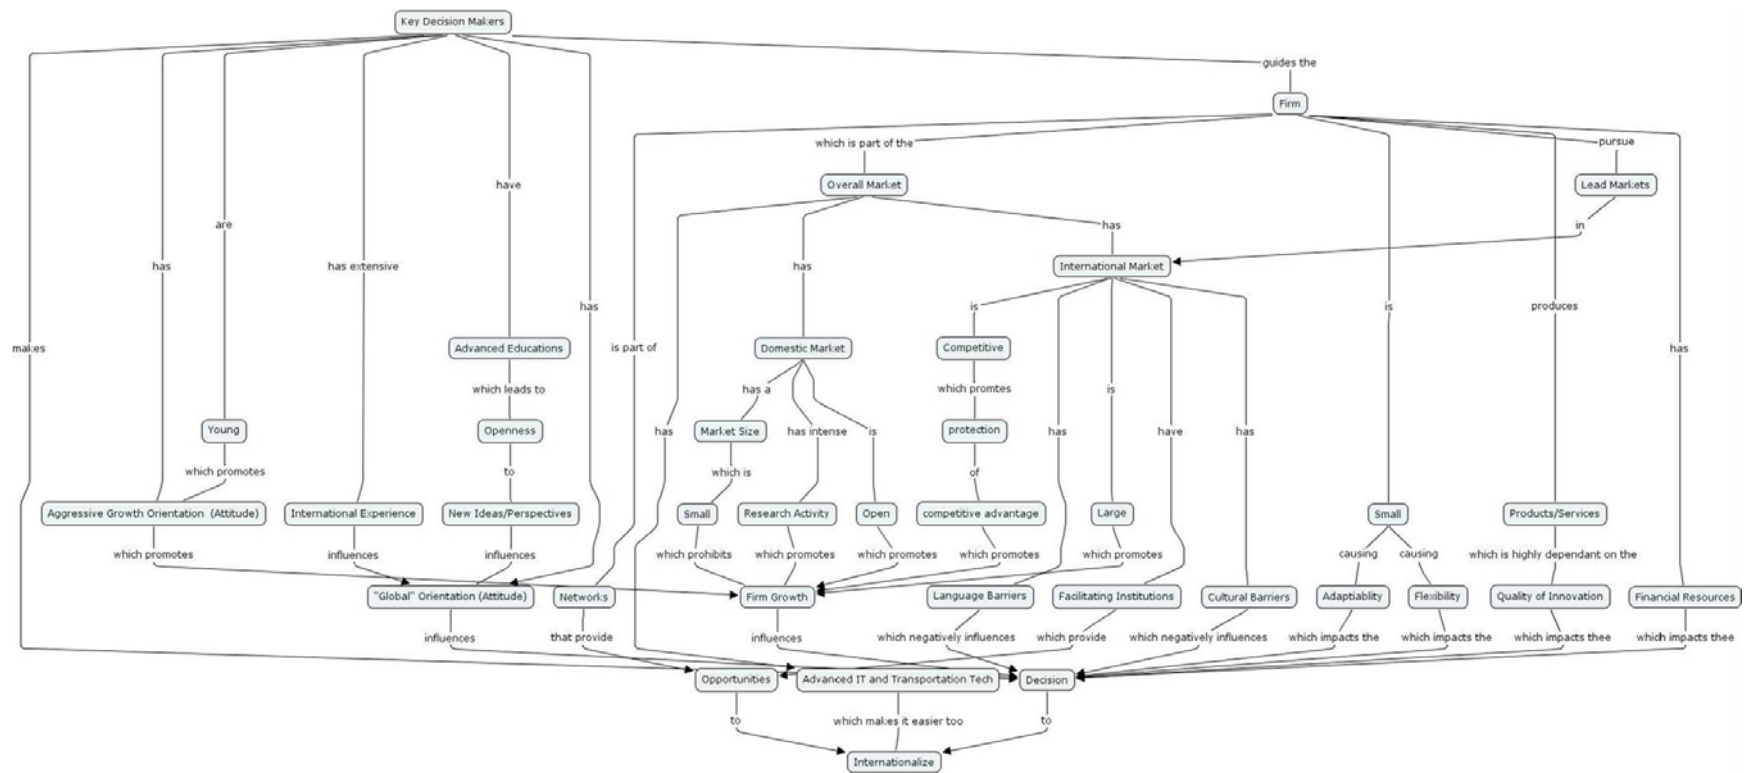 Key Decision Makers
guides the
Firm
which is part of the
pursue
Overall Market
Lead Markets
have
are
has
in
has
has extensive
has
International Market
has
is
is
produces
makes
Advanced Educations
is part of
Domestic Market
Competitive
has
which leads to
has a
which promtes
is
Young
Openness
has
Market Size
has intense
is
protection
has
have
has
which promotes
to
which is
of
Aggressive Growth Orientation (Attitude)
International Experience
New Ideas/Perspectives
Small
Research Activity
Open
competitive advantage
Large
Small
Products/Services
which promotes
influences
influences
which prohibits
which promotes
which promotes
which promotes
which promotes
causing
causing
which is highly dependant on the
"Global" Orientation (Attitude)
Networks
Firm Growth
Language Barriers
Facilitating Institutions
Cultural Barriers
Adaptiablity
Flexibility
Quality of Innovation
Financial Resources
influences
that provide
influences
which negatively influences
which provide
which negatively influences
which impacts the
which impacts the
which impacts thee
which impacts thee
Opportunities
Advanced IT and Transportation Tech
Decision
to
which makes it easier too
to
Internationalize